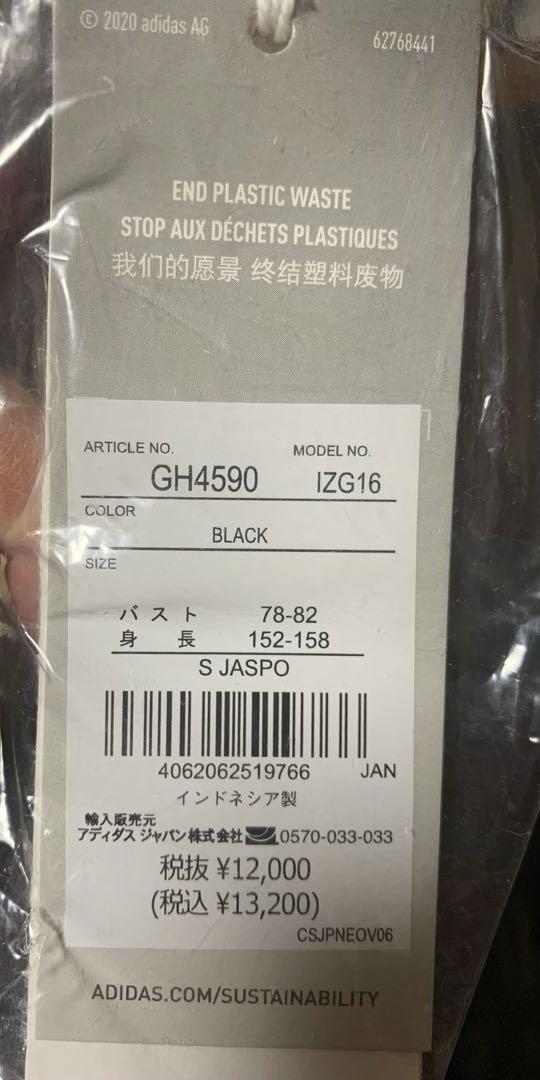 © 2020 adidas AG
62768441
END PLASTIC WASTE
STOP AUX DÉCHETS PLASTIQUES
我们的愿景 终结塑料废物
ARTICLE NO. MODEL NO.
GH4590 IZG16
COLOR
BLACK
SIZE
バスト 78-82
身長 152-158
S JASPO
4062062519766 JAN
インドネシア製
輸入販売元
アディダス ジャパン株式会社 0570-033-033
税抜 ¥12,000
(税込 ¥13,200)
CSJPNEOV06
ADIDAS.COM/SUSTAINABILITY